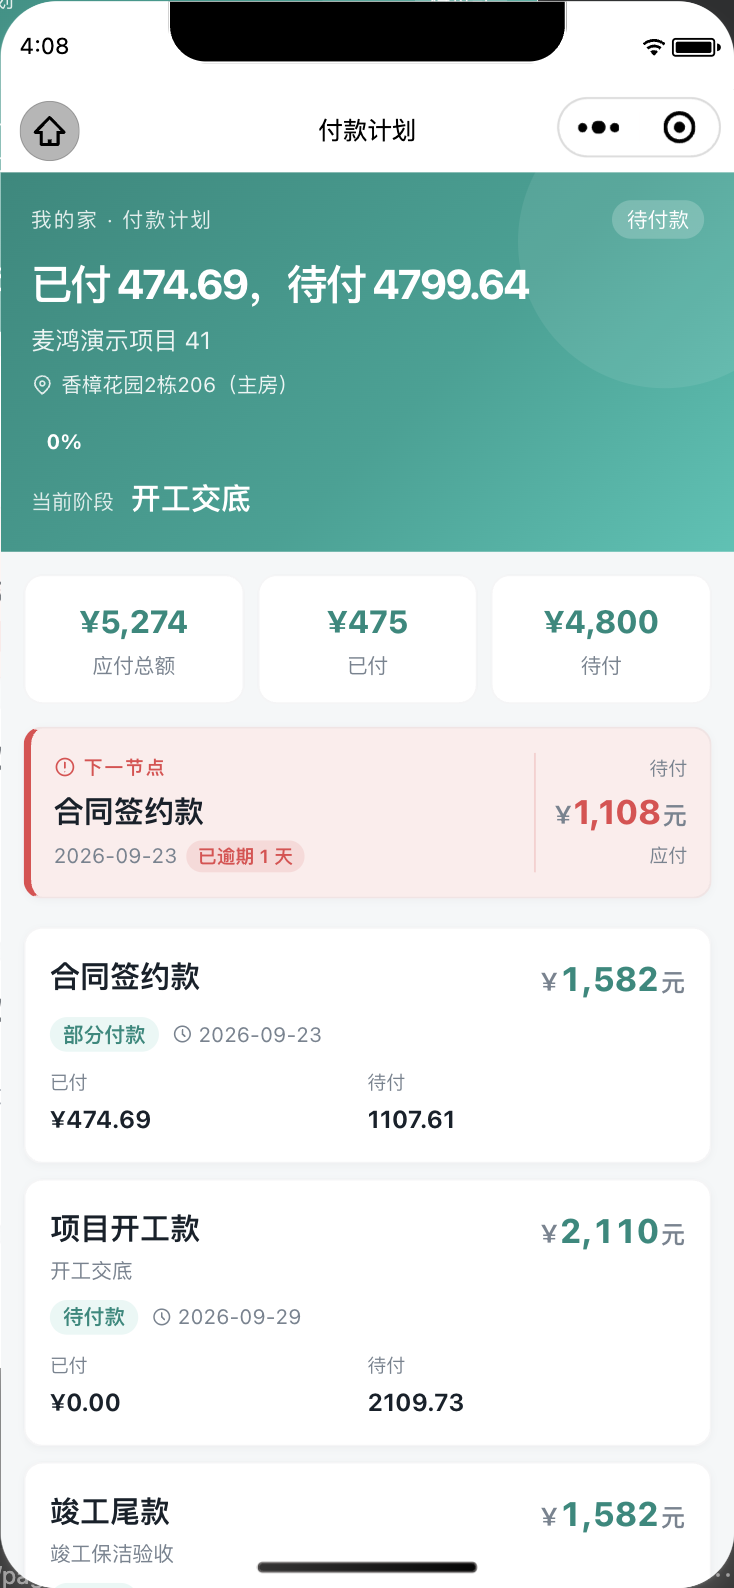 4:08
付款计划
我的家 · 付款计划
待付款
已付 474.69，待付 4799.64
麦鸿演示项目 41
香樟花园2栋206（主房）
0%
当前阶段 开工交底
¥5,274
应付总额
¥475
已付
¥4,800
待付
下一节点
合同签约款
2026-09-23 已逾期 1 天
待付
¥1,108元
应付
合同签约款
¥1,582元
部分付款 2026-09-23
已付
¥474.69
待付
1107.61
项目开工款
¥2,110元
开工交底
待付款 2026-09-29
已付
¥0.00
待付
2109.73
竣工尾款
¥1,582元
竣工保洁验收